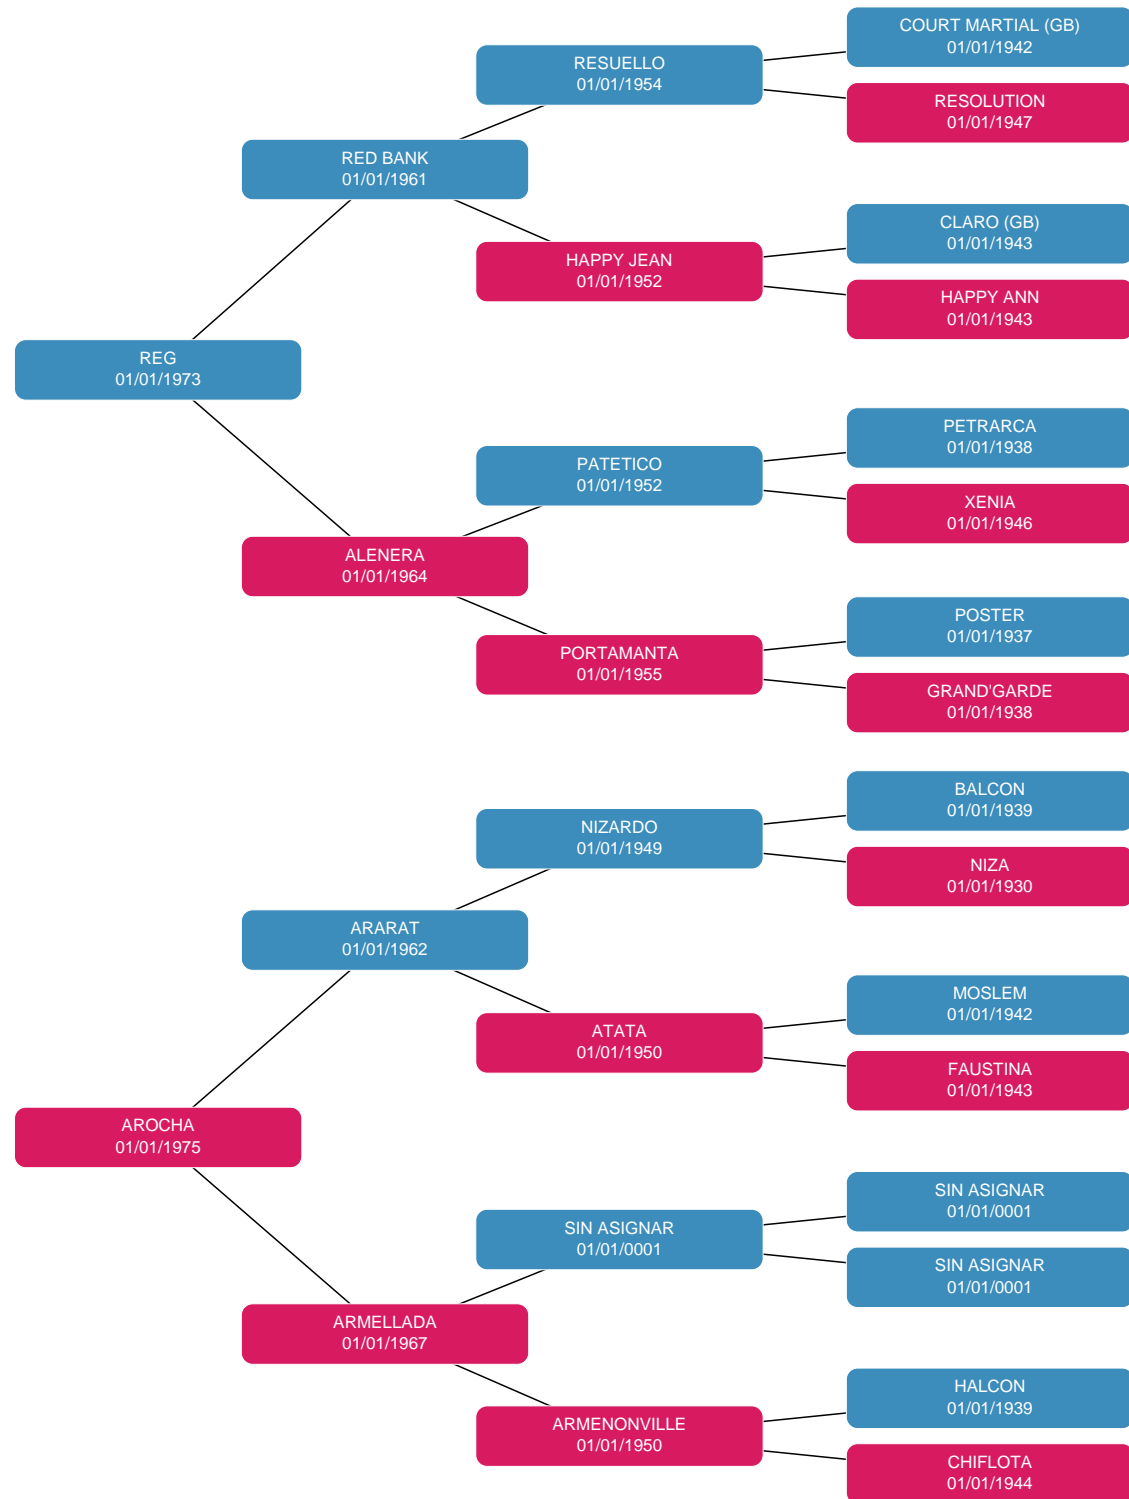 COURT MARTIAL (GB)
01/01/1942
RESUELLO
01/01/1954
RESOLUTION
01/01/1947
RED BANK
01/01/1961
CLARO (GB)
01/01/1943
HAPPY JEAN
01/01/1952
HAPPY ANN
01/01/1943
REG
01/01/1973
PETRARCA
01/01/1938
PATETICO
01/01/1952
XENIA
01/01/1946
ALENERA
01/01/1964
POSTER
01/01/1937
PORTAMANTA
01/01/1955
GRAND'GARDE
01/01/1938
BALCON
01/01/1939
NIZARDO
01/01/1949
NIZA
01/01/1930
ARARAT
01/01/1962
MOSLEM
01/01/1942
ATATA
01/01/1950
FAUSTINA
01/01/1943
AROCHA
01/01/1975
SIN ASIGNAR
01/01/0001
SIN ASIGNAR
01/01/0001
SIN ASIGNAR
01/01/0001
ARMELLADA
01/01/1967
HALCON
01/01/1939
ARMENONVILLE
01/01/1950
CHIFLOTA
01/01/1944